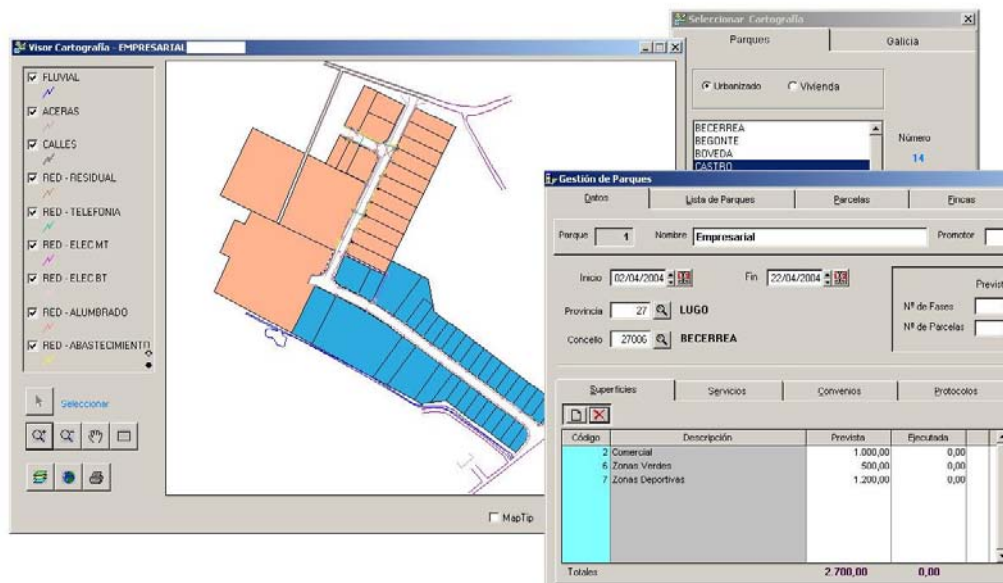 Visor Cartografía - EMPRESARIAL
FLUVIAL
ACERAS
CALLES
RED - RESIDUAL
RED - TELEFONIA
RED - ELEC MT
RED - ELEC BT
RED - ALUMBRADO
RED - ABASTECIMIENTO
Seleccionar
MapTip
Seleccionar Cartografía
Parques Galicia
Urbanizado Vivienda
BECERREA
BEGONTE
BOVEDA
CASTRO
Número
14
Gestión de Parques
Datos Lista de Parques Parcelas Fincas
Parque 1 Nombre Empresarial Promotor
Inicio 02/04/2004 Fin 22/04/2004
Provincia 27 LUGO
Concello 27006 BECERREA
Previst
Nº de Fases
Nº de Parcelas
Superficies Servicios Convenios Protocolos
Código Descripción Prevista Ejecutada
2 Comercial 1.000,00 0,00
6 Zonas Verdes 500,00 0,00
7 Zonas Deportivas 1.200,00 0,00
Totales 2.700,00 0,00